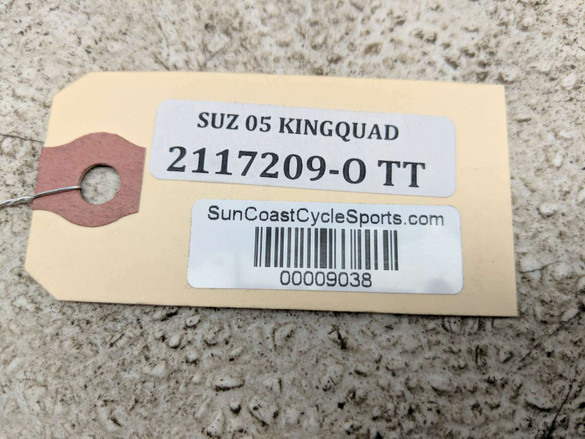 SUZ 05 KINGQUAD
2117209-O TT
SunCoastCycleSports.com
00009038